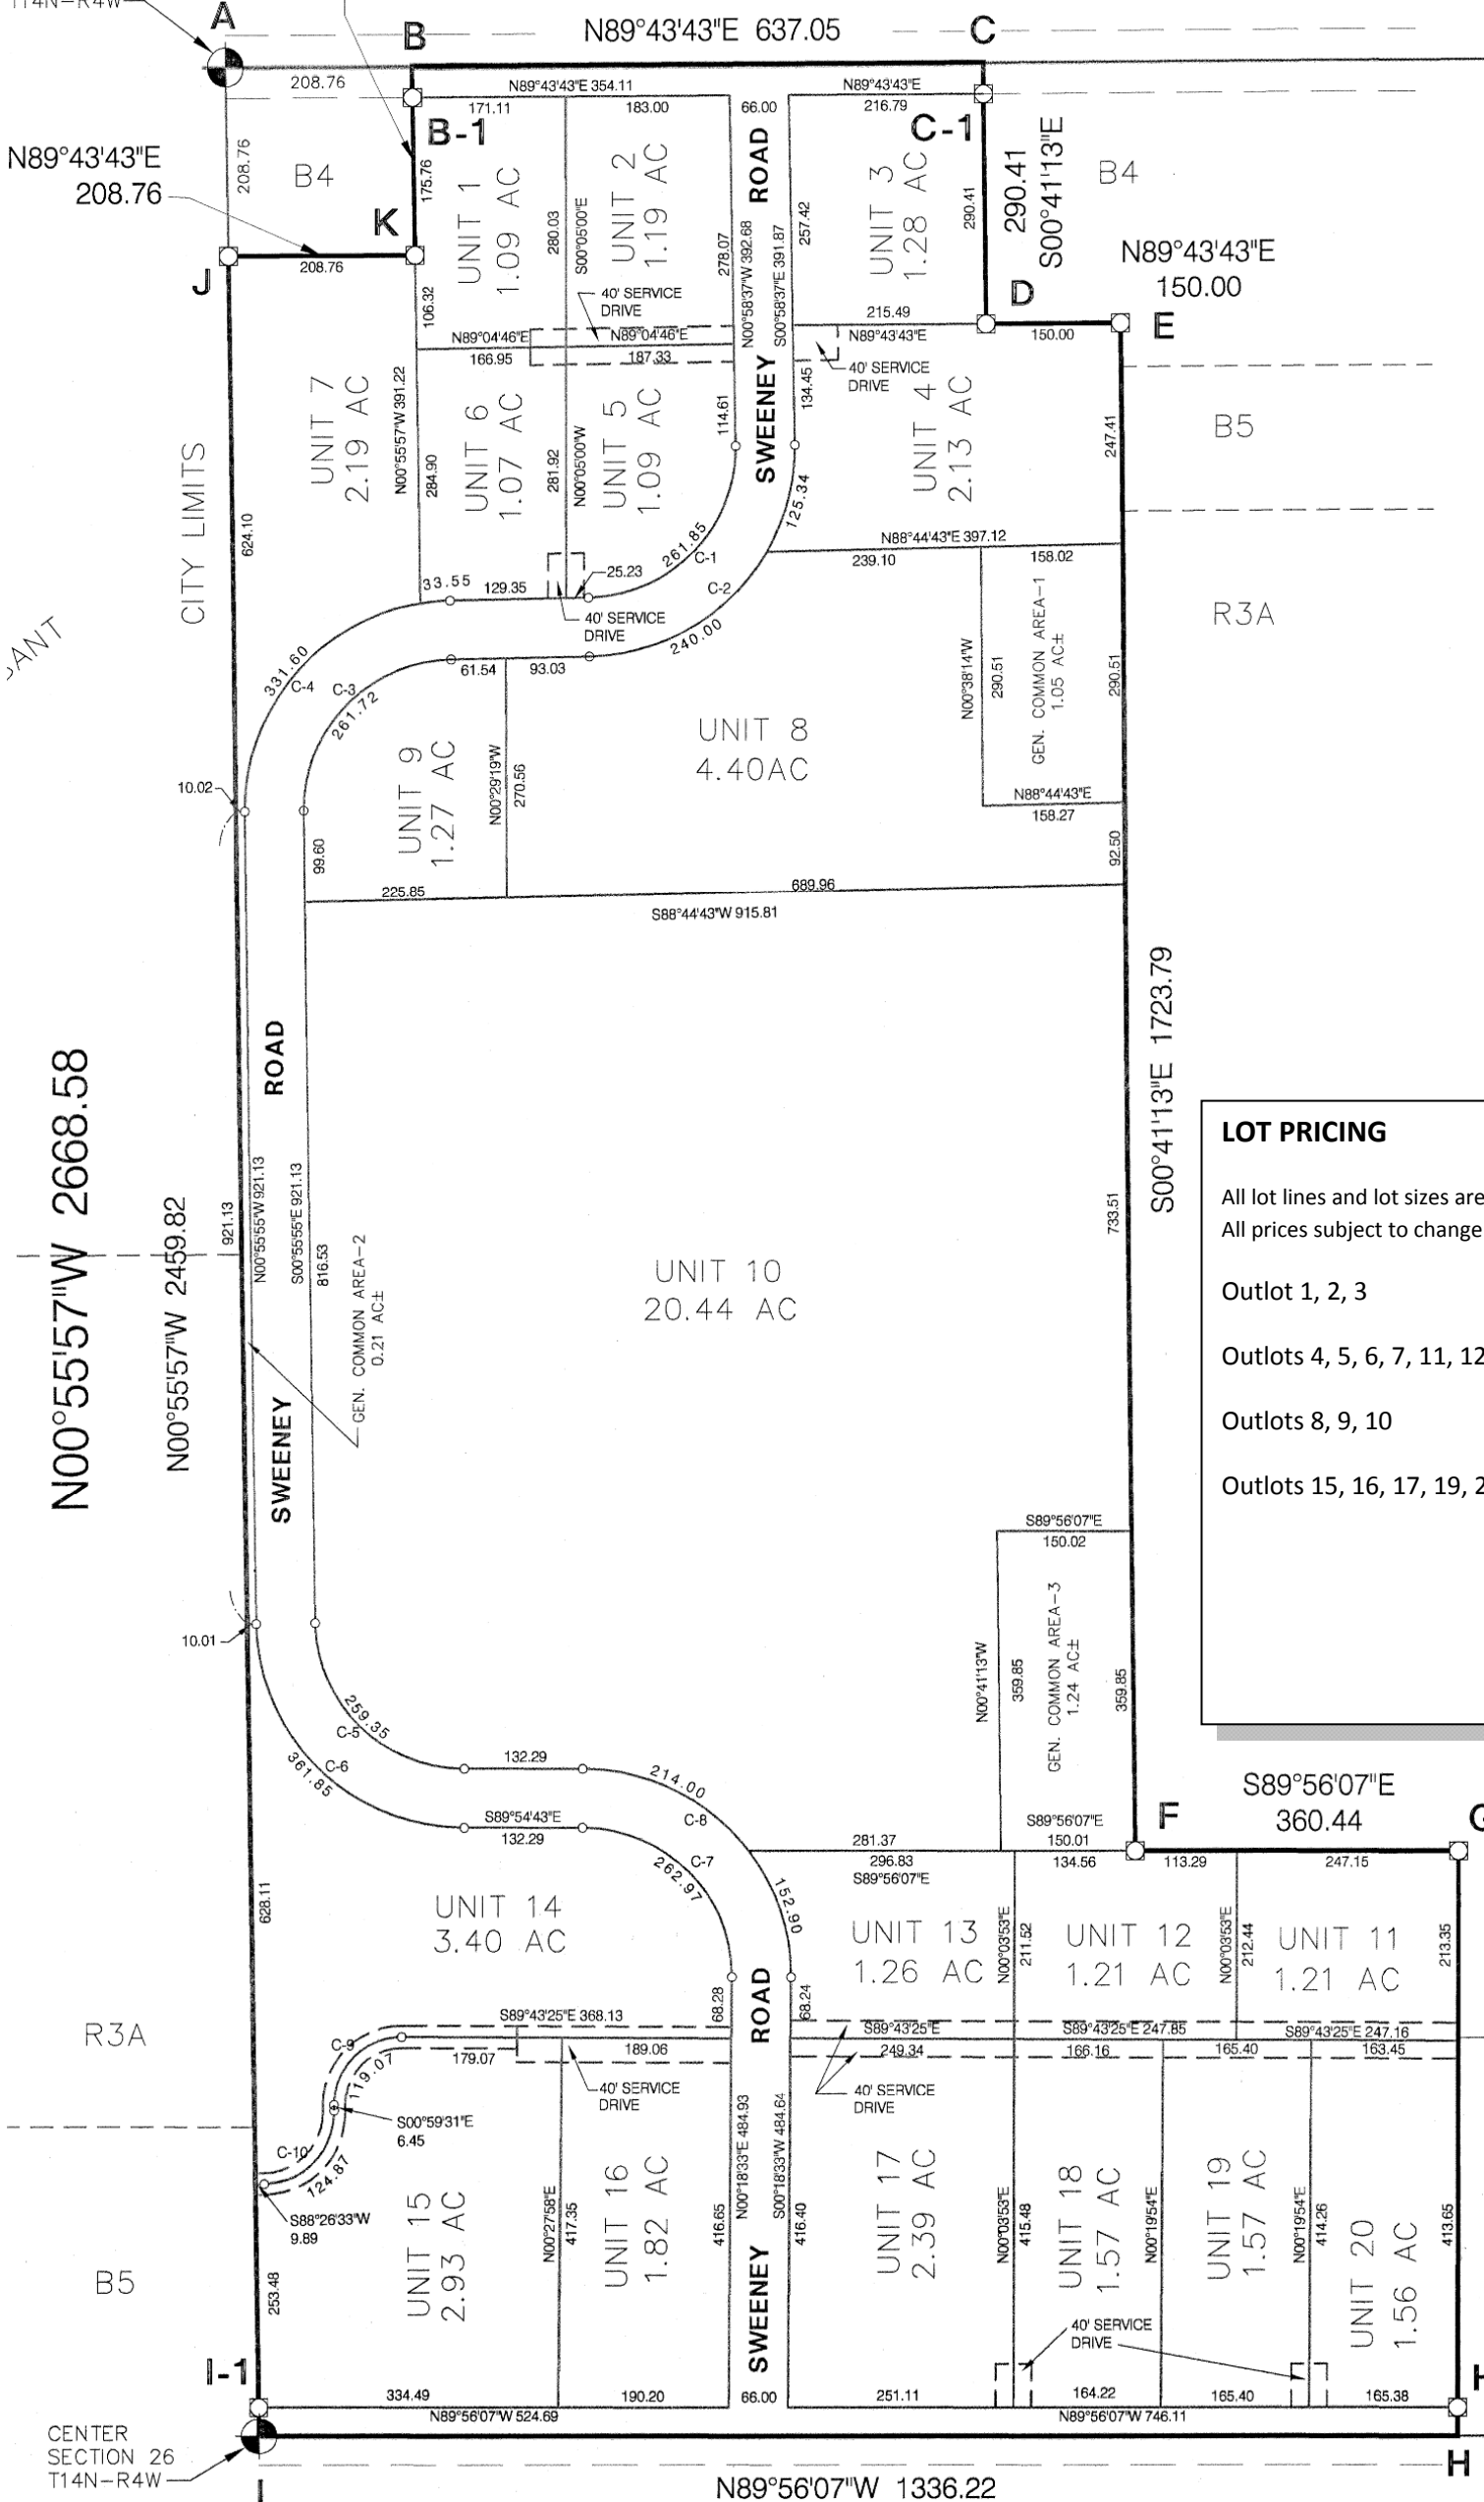 T14N-R4W
A
B
N89°43'43"E 637.05
C
208.76
N89°43'43"E 354.11
N89°43'43"E
171.11
183.00
66.00
216.79
B-1
C-1
N89°43'43"E
208.76
208.76
B4
175.76
UNIT 1
1.09 AC
280.03
S00°05'00"E
UNIT 2
1.19 AC
278.07
N00°58'37"W 392.68
ROAD
S00°58'37"E 391.87
257.42
UNIT 3
1.28 AC
290.41
290.41
S00°41'13"E
B4
K
208.76
J
40' SERVICE
DRIVE
N89°43'43"E
150.00
D
E
215.49
N89°43'43"E
150.00
106.32
N89°04'46"E
166.95
N89°04'46"E
187.33
40' SERVICE
DRIVE
SWEENEY
134.45
UNIT 7
2.19 AC
N00°55'57"W 391.22
284.90
UNIT 6
1.07 AC
281.92
N00°05'00"W
UNIT 5
1.09 AC
114.61
UNIT 4
2.13 AC
247.41
B5
CITY LIMITS
624.10
125.34
261.85
C-1
C-2
240.00
N88°44'43"E 397.12
239.10
158.02
33.55
129.35
25.23
40' SERVICE
DRIVE
R3A
SANT
331.60
C-4
C-3
261.72
61.54
93.03
N00°38'14"W
290.51
GEN. COMMON AREA-1
1.05 AC±
290.51
UNIT 8
4.40AC
UNIT 9
1.27 AC
N00°29'19"W
270.56
10.02
99.60
N88°44'43"E
158.27
92.50
225.85
689.96
S88°44'43"W 915.81
ROAD
N00°55'57"W 2668.58
N00°55'57"W 2459.82
921.13
N00°55'55"W 921.13
S00°55'55"E 921.13
816.53
GEN. COMMON AREA-2
0.21 AC±
UNIT 10
20.44 AC
733.51
S00°41'13"E 1723.79
LOT PRICING
All lot lines and lot sizes are
All prices subject to change
Outlot 1, 2, 3
Outlots 4, 5, 6, 7, 11, 12
Outlots 8, 9, 10
Outlots 15, 16, 17, 19, 2
SWEENEY
S89°56'07"E
150.02
10.01
N00°41'13"W
359.85
GEN. COMMON AREA-3
1.24 AC±
359.85
259.35
C-5
C-6
361.85
132.29
214.00
C-8
S89°54'43"E
132.29
C-7
262.97
152.90
S89°56'07"E
360.44
F
G
281.37
S89°56'07"E
150.01
296.83
S89°56'07"E
134.56
113.29
247.15
628.11
UNIT 14
3.40 AC
UNIT 13
1.26 AC
N00°03'53"E
211.52
UNIT 12
1.21 AC
N00°03'53"E
212.44
UNIT 11
1.21 AC
213.35
68.28
ROAD
68.24
R3A
S89°43'25"E 368.13
S89°43'25"E
S89°43'25"E 247.85
S89°43'25"E 247.16
C-9
119.07
179.07
189.06
249.34
166.16
165.40
163.45
40' SERVICE
DRIVE
40' SERVICE
DRIVE
S00°59'31"E
6.45
C-10
124.87
S88°26'33"W
9.89
B5
253.48
UNIT 15
2.93 AC
N00°27'58"E
417.35
UNIT 16
1.82 AC
416.65
N00°18'33"E 484.93
SWEENEY
S00°18'33"W 484.64
416.40
UNIT 17
2.39 AC
N00°03'53"E
415.48
UNIT 18
1.57 AC
N00°19'54"E
UNIT 19
1.57 AC
N00°19'54"E
414.26
UNIT 20
1.56 AC
413.65
40' SERVICE
DRIVE
I-1
H
334.49
190.20
66.00
251.11
164.22
165.40
165.38
N89°56'07"W 524.69
N89°56'07"W 746.11
CENTER
SECTION 26
T14N-R4W
I
H
N89°56'07"W 1336.22